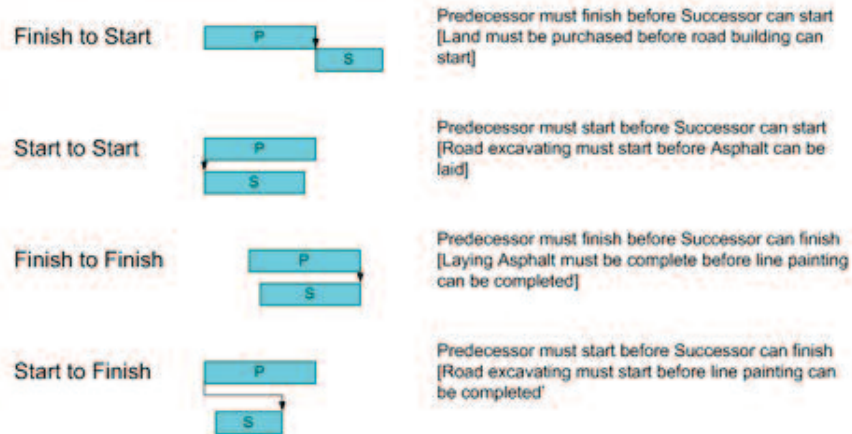 Finish to Start
P
S
Predecessor must finish before Successor can start
[Land must be purchased before road building can
start]
Start to Start
P
S
Predecessor must start before Successor can start
[Road excavating must start before Asphalt can be
laid]
Finish to Finish
P
S
Predecessor must finish before Successor can finish
[Laying Asphalt must be complete before line painting
can be completed]
Start to Finish
P
S
Predecessor must start before Successor can finish
[Road excavating must start before line painting can
be completed'